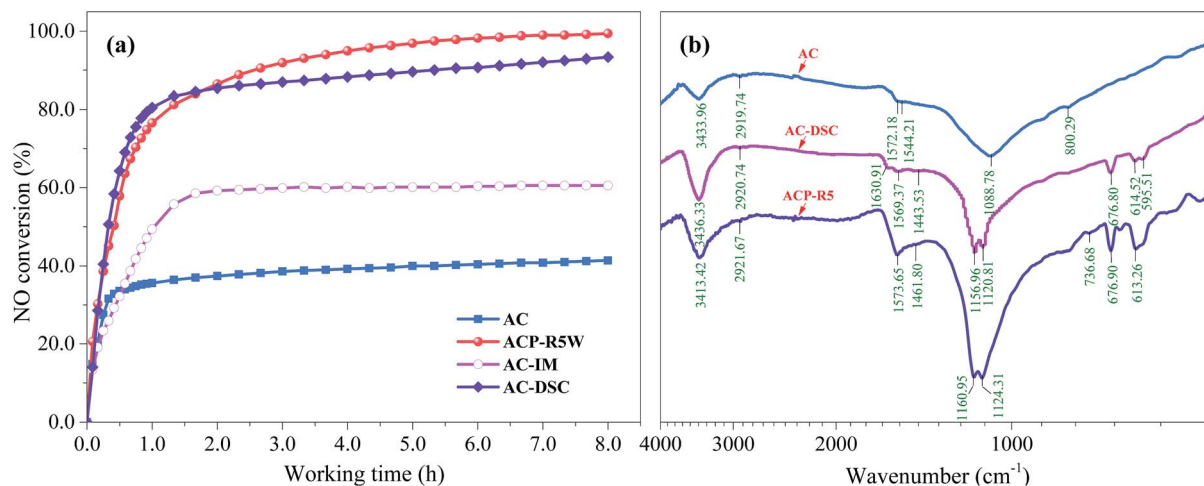 (a)
NO conversion (%)
100.0
80.0
60.0
40.0
20.0
0.0
AC
ACP-R5W
AC-IM
AC-DSC
0.0 1.0 2.0 3.0 4.0 5.0 6.0 7.0 8.0
Working time (h)
(b)
AC
3433.96
2919.74
1572.18
1544.21
1088.78
800.29
AC-DSC
3436.33
2920.74
1630.91
1569.37
1443.53
1156.96
1120.81
676.80
614.52
595.51
ACP-R5
3413.42
2921.67
1573.65
1461.80
1160.95
1124.31
736.68
676.90
613.26
4000 3000 2000 1000
Wavenumber (cm⁻¹)